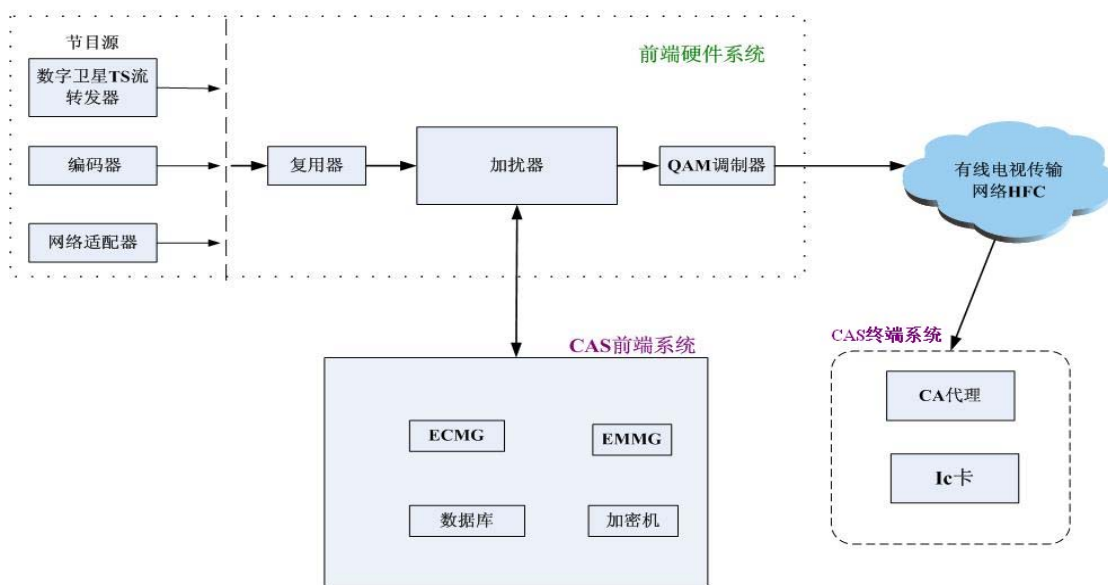 节目源
前端硬件系统
数字卫星TS流
转发器
编码器
复用器
加扰器
QAM调制器
有线电视传输
网络HFC
网络适配器
CAS前端系统
CAS终端系统
ECMG
EMMG
数据库
加密机
CA代理
Ic卡